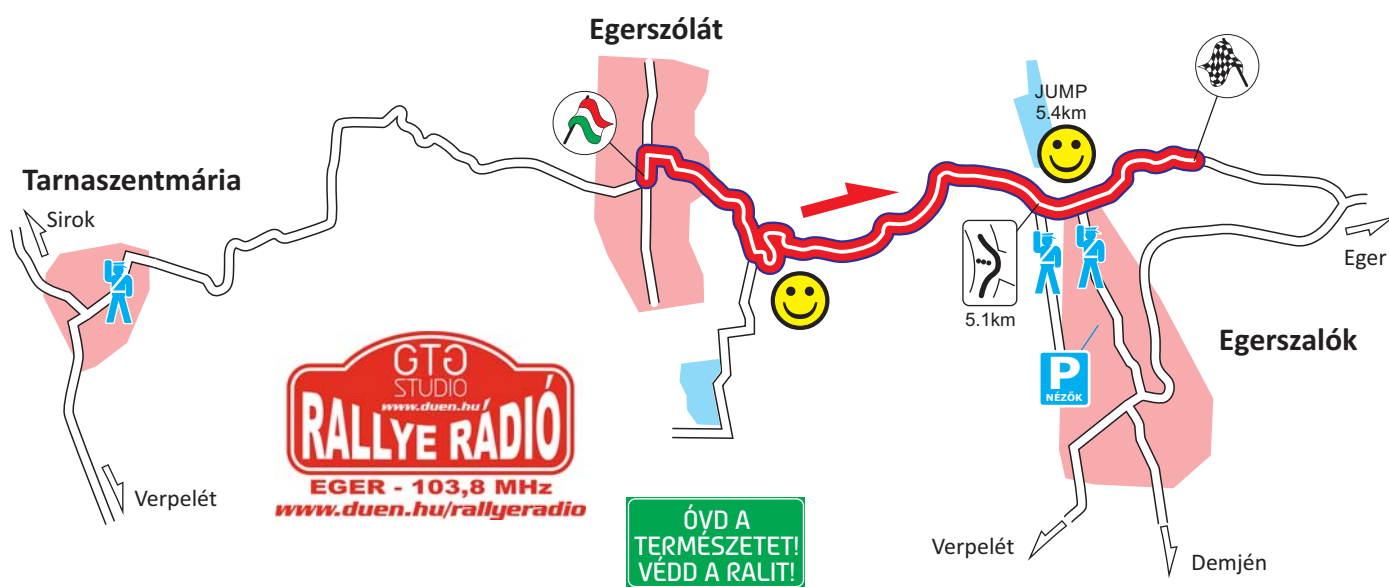 Egerszólát
JUMP
5.4km
Tarnaszentmária
Sirok
Eger
5.1km
Egerszalók
P
NÉZŐK
GTG
STUDIO
www.duen.hu
RALLYE RÁDIÓ
EGER - 103,8 MHz
www.duen.hu/rallyeradio
Verpelét
ÓVD A
TERMÉSZETET!
VÉDD A RALIT!
Verpelét
Demjén